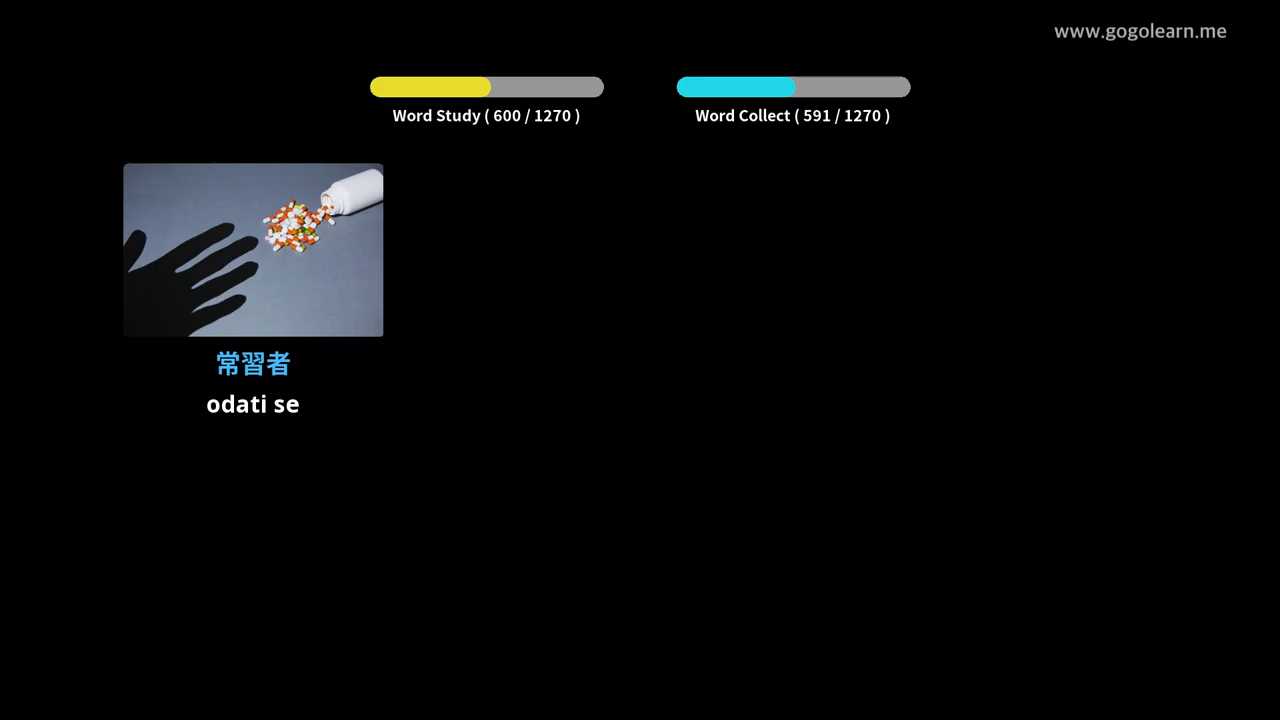 www.gogolearn.me
Word Study ( 600 / 1270 )
Word Collect ( 591 / 1270 )
常習者
odati se